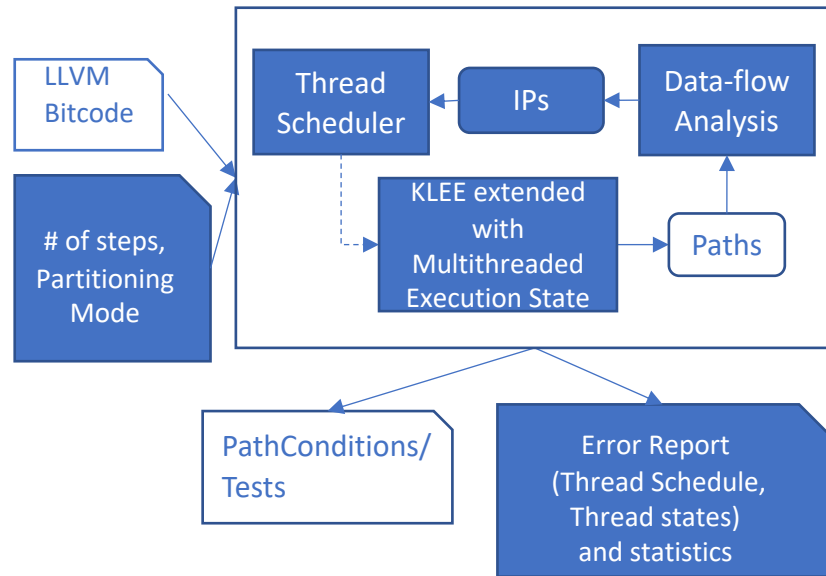 LLVM
Bitcode
# of steps,
Partitioning
Mode
Thread
Scheduler
IPs
Data-flow
Analysis
KLEE extended
with
Multithreaded
Execution State
Paths
PathConditions/
Tests
Error Report
(Thread Schedule,
Thread states)
and statistics